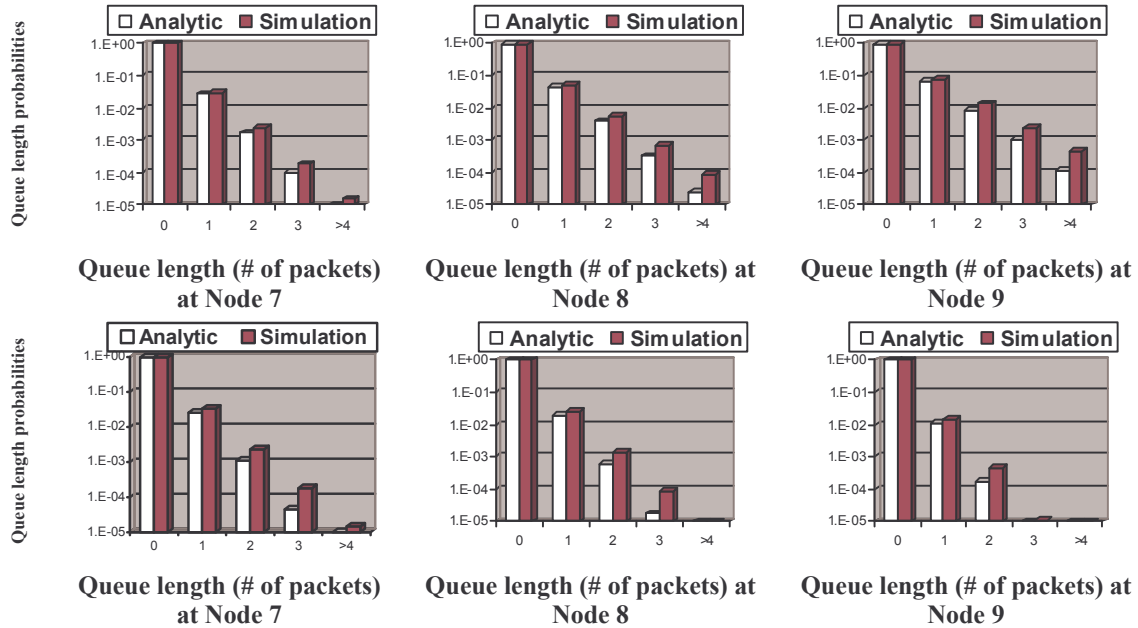 Analytic Simulation
Analytic Simulation
Analytic Simulation
Queue length probabilities
1.E+00
1.E-01
1.E-02
1.E-03
1.E-04
1.E-05
0 1 2 3 >4
1.E+00
1.E-01
1.E-02
1.E-03
1.E-04
1.E-05
0 1 2 3 >4
1.E+00
1.E-01
1.E-02
1.E-03
1.E-04
1.E-05
0 1 2 3 >4
Queue length (# of packets)
at Node 7
Queue length (# of packets) at
Node 8
Queue length (# of packets) at
Node 9
Analytic Simulation
Analytic Simulation
Analytic Simulation
Queue length probabilities
1.E+00
1.E-01
1.E-02
1.E-03
1.E-04
1.E-05
0 1 2 3 >4
1.E+00
1.E-01
1.E-02
1.E-03
1.E-04
1.E-05
0 1 2 3 >4
1.E+00
1.E-01
1.E-02
1.E-03
1.E-04
1.E-05
0 1 2 3 >4
Queue length (# of packets)
at Node 7
Queue length (# of packets) at
Node 8
Queue length (# of packets) at
Node 9